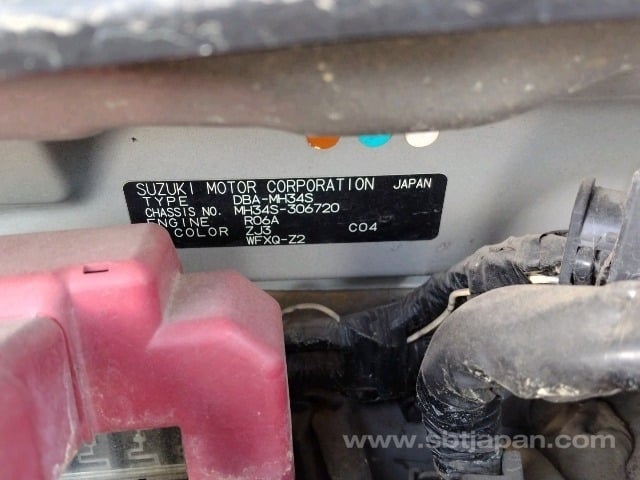 SUZUKI MOTOR CORPORATION JAPAN
TYPE DBA-MH34S
CHASSIS NO. MH34S-306720
ENGINE R06A
COLOR ZJ3 C04
WFXQ-Z2
www.sbtjapan.com